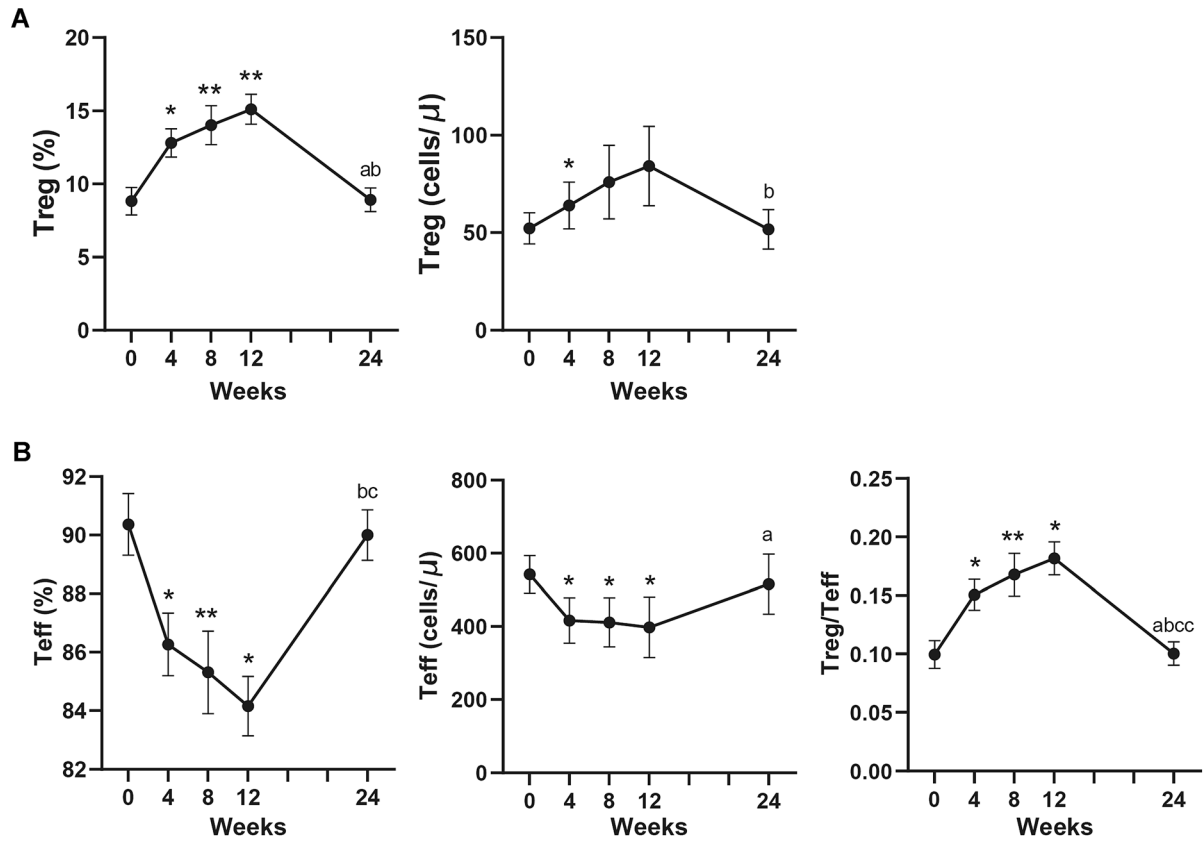 A
Treg (%)
20
15
10
5
0
*
**
**
ab
0 4 8 12 24
Weeks
Treg (cells/μl)
150
100
50
0
*
b
0 4 8 12 24
Weeks
B
Teff (%)
92
90
88
86
84
82
*
**
*
bc
0 4 8 12 24
Weeks
Teff (cells/μl)
800
600
400
200
0
*
*
*
a
0 4 8 12 24
Weeks
Treg/Teff
0.25
0.20
0.15
0.10
0.05
0.00
*
**
*
abcc
0 4 8 12 24
Weeks